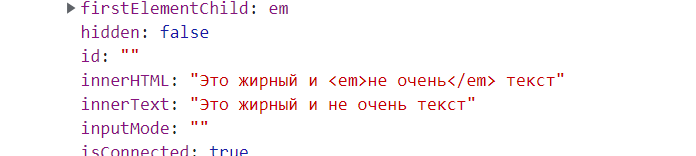 ▶ firstElementChild: em
hidden: false
id: ""
innerHTML: "Это жирный и <em>не очень</em> текст"
innerText: "Это жирный и не очень текст"
inputMode: ""
isConnected: true